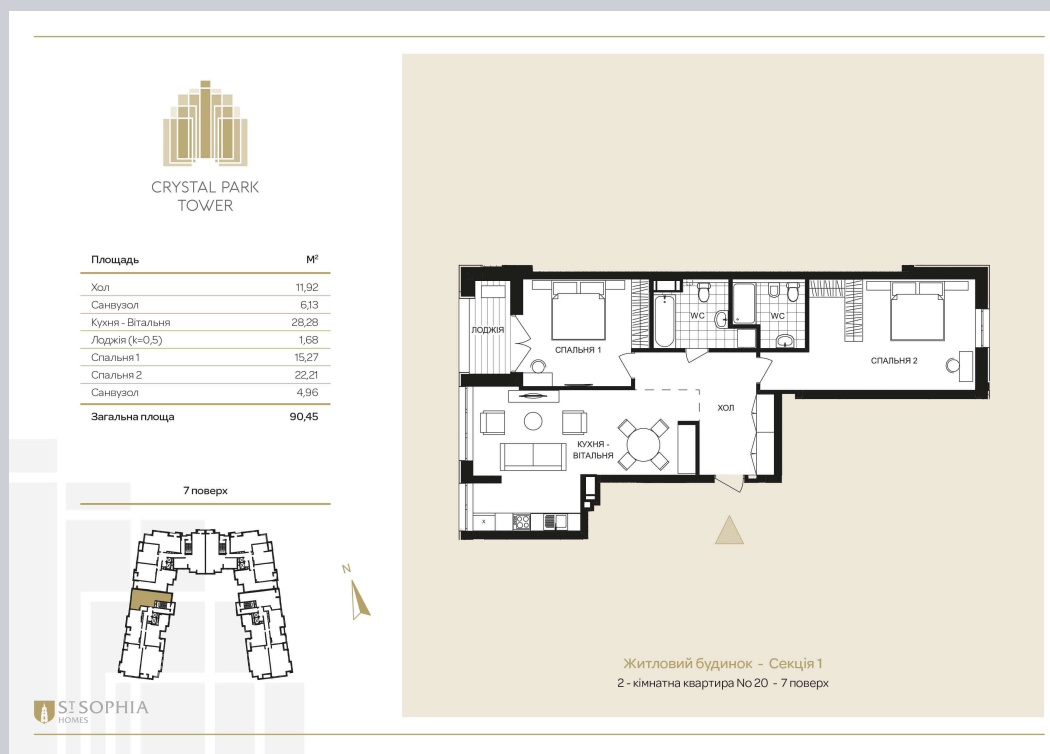 CRYSTAL PARK
TOWER
Площадь М²
Хол 11,92
Санвузол 6,13
Кухня - Вітальня 28,28
Лоджія (k=0,5) 1,68
Спальня 1 15,27
Спальня 2 22,21
Санвузол 4,96
Загальна площа 90,45
7 поверх
N
ST SOPHIA
HOMES
ЛОДЖІЯ
СПАЛЬНЯ 1
WC
WC
СПАЛЬНЯ 2
ХОЛ
КУХНЯ -
ВІТАЛЬНЯ
X
Житловий будинок - Секція 1
2 - кімнатна квартира No 20 - 7 поверх